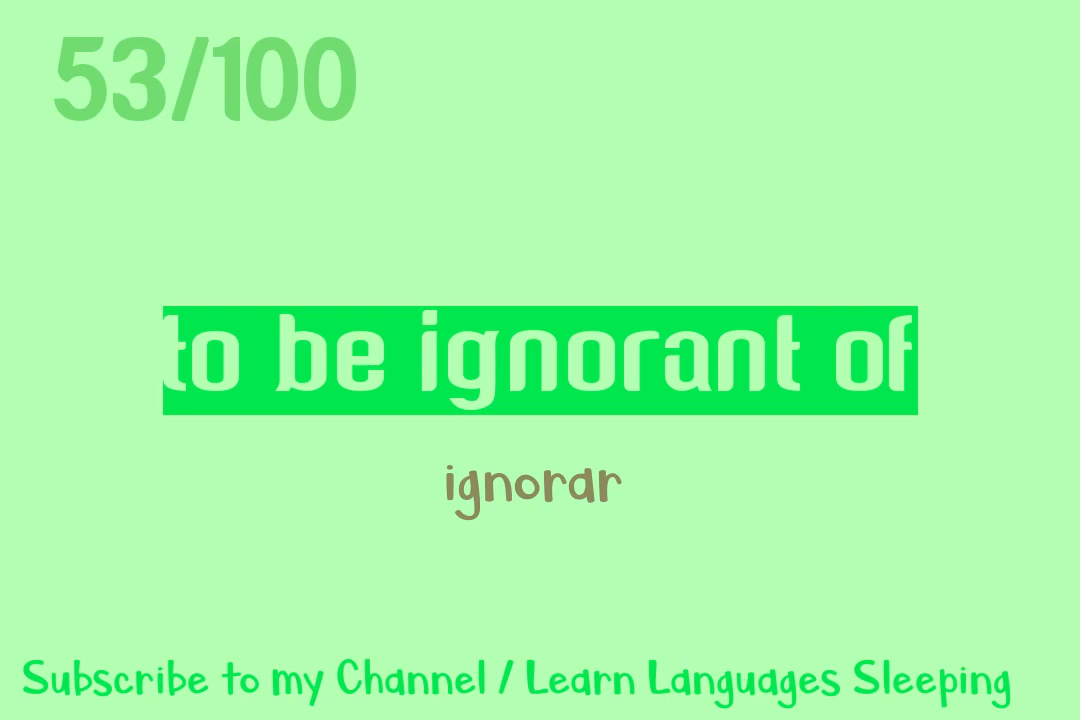 53/100
to be ignorant of
ignorar
Subscribe to my Channel / Learn Languages Sleeping